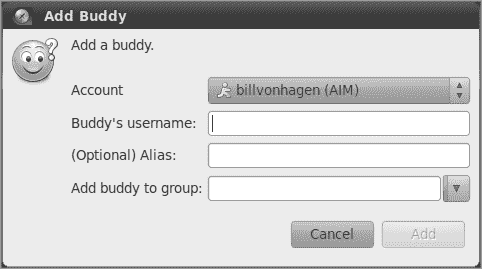 Add Buddy
Add a buddy.
Account
billvonhagen (AIM)
Buddy's username:
(Optional) Alias:
Add buddy to group:
Cancel
Add